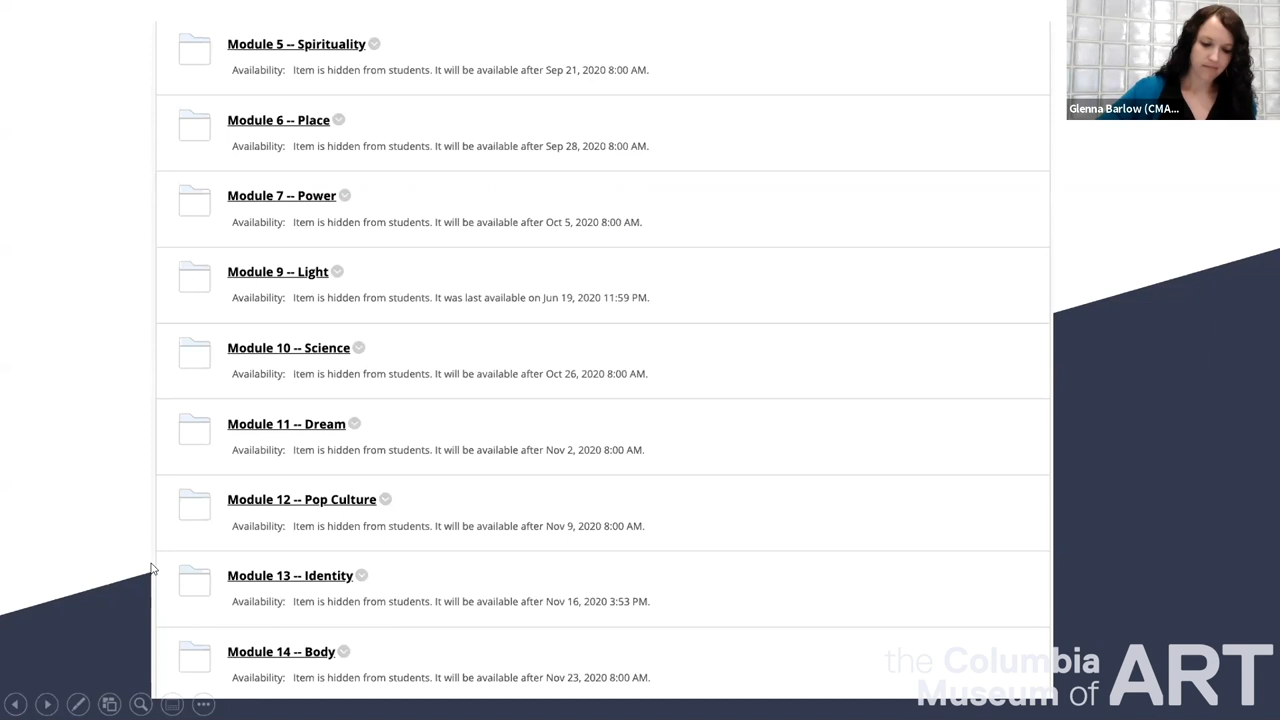 Module 5 -- Spirituality
Availability: Item is hidden from students. It will be available after Sep 21, 2020 8:00 AM.
Module 6 -- Place
Availability: Item is hidden from students. It will be available after Sep 28, 2020 8:00 AM.
Module 7 -- Power
Availability: Item is hidden from students. It will be available after Oct 5, 2020 8:00 AM.
Module 9 -- Light
Availability: Item is hidden from students. It was last available on Jun 19, 2020 11:59 PM.
Module 10 -- Science
Availability: Item is hidden from students. It will be available after Oct 26, 2020 8:00 AM.
Module 11 -- Dream
Availability: Item is hidden from students. It will be available after Nov 2, 2020 8:00 AM.
Module 12 -- Pop Culture
Availability: Item is hidden from students. It will be available after Nov 9, 2020 8:00 AM.
Module 13 -- Identity
Availability: Item is hidden from students. It will be available after Nov 16, 2020 3:53 PM.
Module 14 -- Body
Availability: Item is hidden from students. It will be available after Nov 23, 2020 8:00 AM.
Glenna Barlow (CMA...
the Columbia
Museum of ART